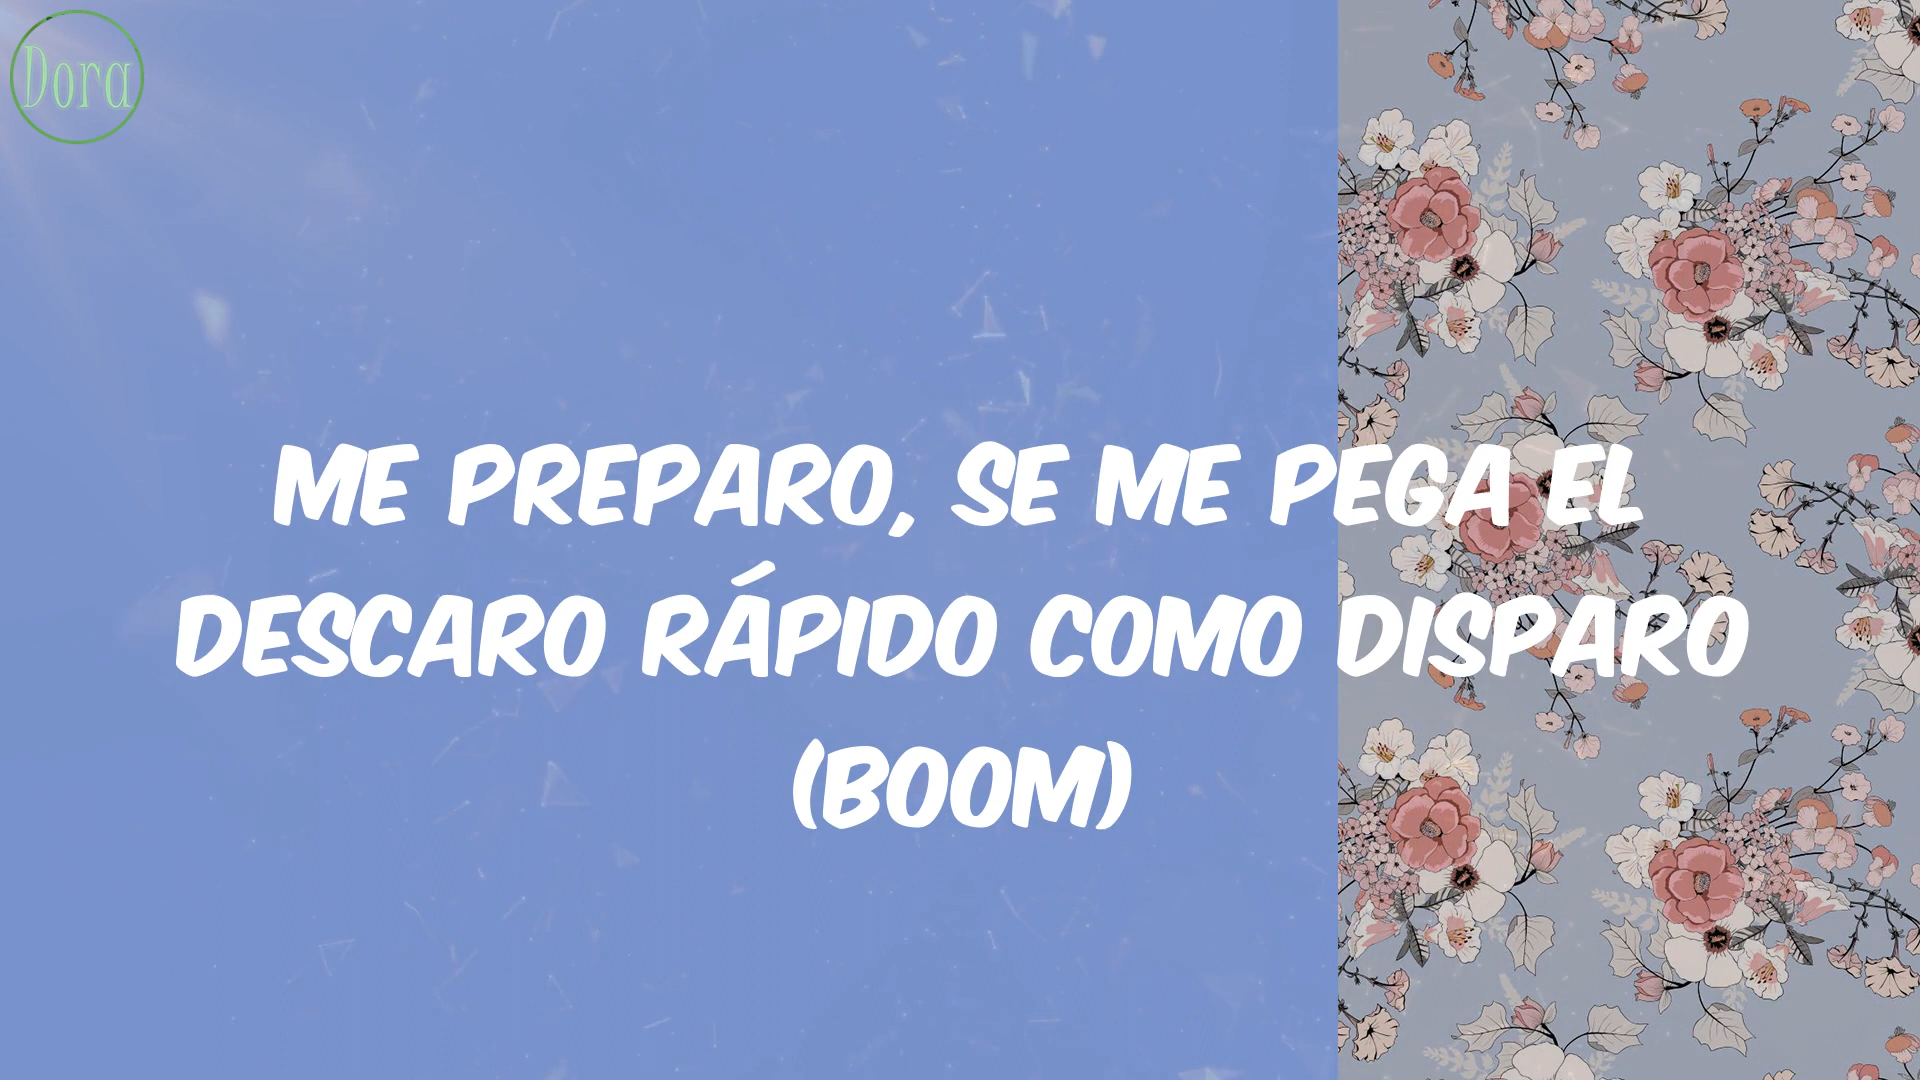 Dora
ME PREPARO, SE ME PEGA EL
DESCARO RÁPIDO COMO DISPARO
(BOOM)